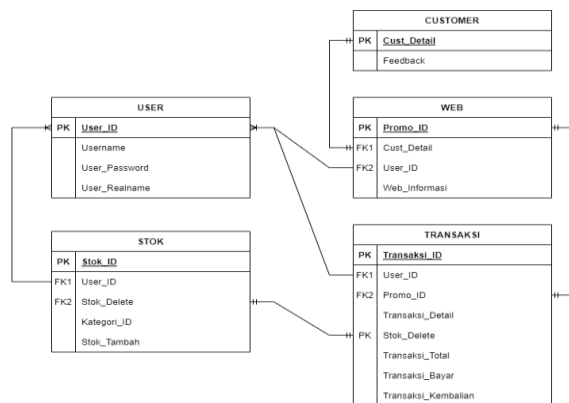 CUSTOMER
PK Cust_Detail
Feedback
USER
PK User_ID
Username
User_Password
User_Realname
WEB
PK Promo_ID
FK1 Cust_Detail
FK2 User_ID
Web_Informasi
STOK
PK Stok_ID
FK1 User_ID
FK2 Stok_Delete
Kategori_ID
Stok_Tambah
TRANSAKSI
PK Transaksi_ID
FK1 User_ID
FK2 Promo_ID
Transaksi_Detail
PK Stok_Delete
Transaksi_Total
Transaksi_Bayar
Transaksi_Kembalian